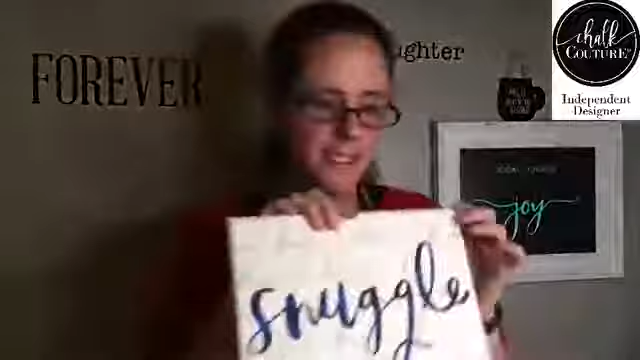 FOREVER
ughter
chalk
COUTURE
Independent
Designer
joy
snuggle